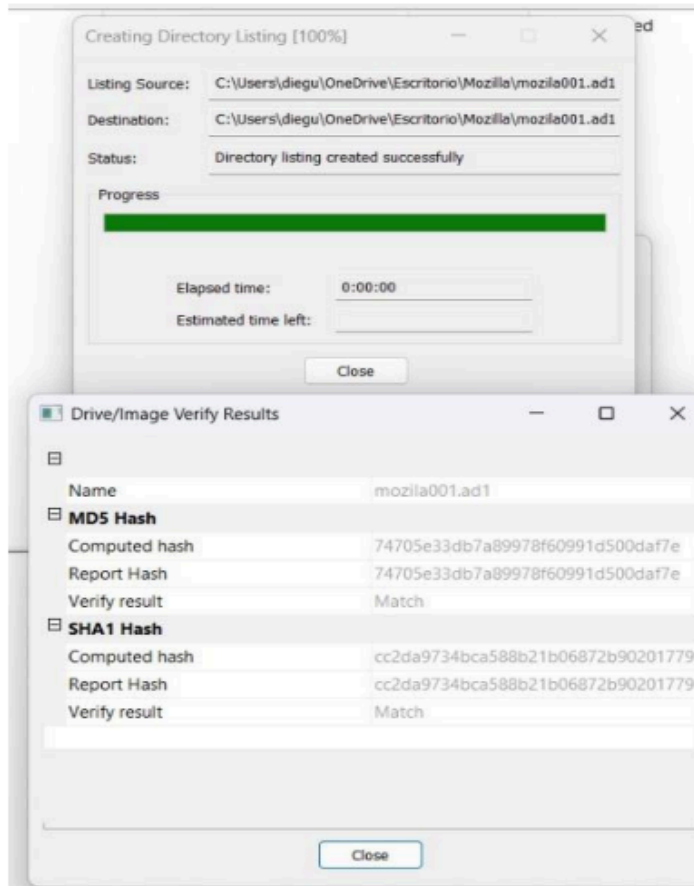 ed
Creating Directory Listing [100%]
Listing Source: C:\Users\diegu\OneDrive\Escritorio\Mozilla\mozila001.ad1
Destination: C:\Users\diegu\OneDrive\Escritorio\Mozilla\mozila001.ad1
Status: Directory listing created successfully
Progress
Elapsed time: 0:00:00
Estimated time left:
Close
Drive/Image Verify Results
Name mozila001.ad1
MD5 Hash
Computed hash 74705e33db7a89978f60991d500daf7e
Report Hash 74705e33db7a89978f60991d500daf7e
Verify result Match
SHA1 Hash
Computed hash cc2da9734bca588b21b06872b90201779
Report Hash cc2da9734bca588b21b06872b90201779
Verify result Match
Close